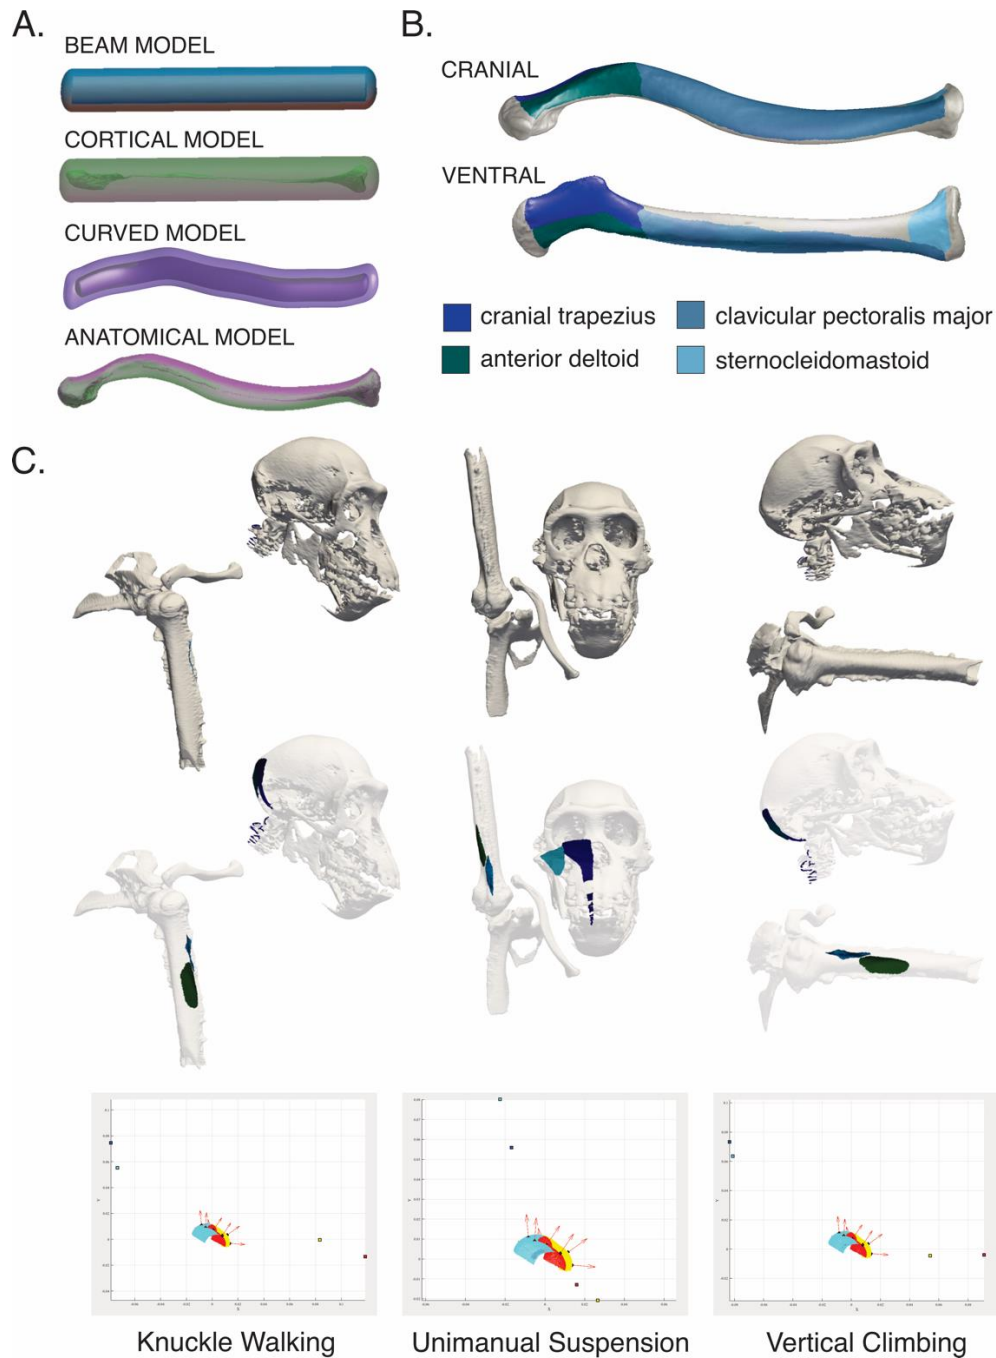 A.
BEAM MODEL
CORTICAL MODEL
CURVED MODEL
ANATOMICAL MODEL
B.
CRANIAL
VENTRAL
cranial trapezius
clavicular pectoralis major
anterior deltoid
sternocleidomastoid
C.
Knuckle Walking
Unimanual Suspension
Vertical Climbing